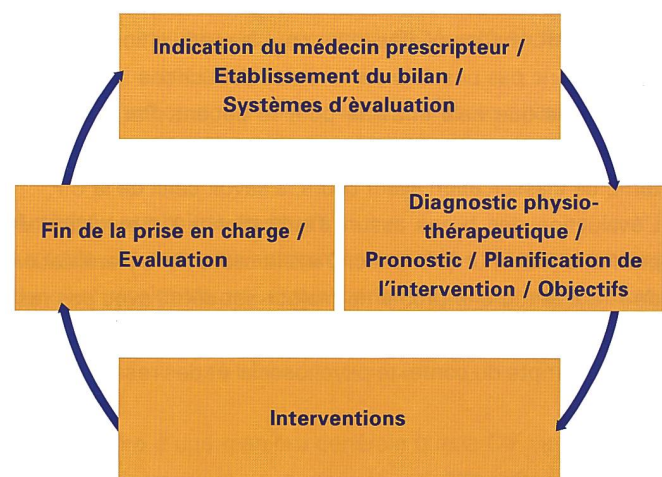 Indication du médecin prescripteur /
Etablissement du bilan /
Systèmes d'èvaluation
Fin de la prise en charge /
Evaluation
Diagnostic physio-
thérapeutique /
Pronostic / Planification de
l'intervention / Objectifs
Interventions